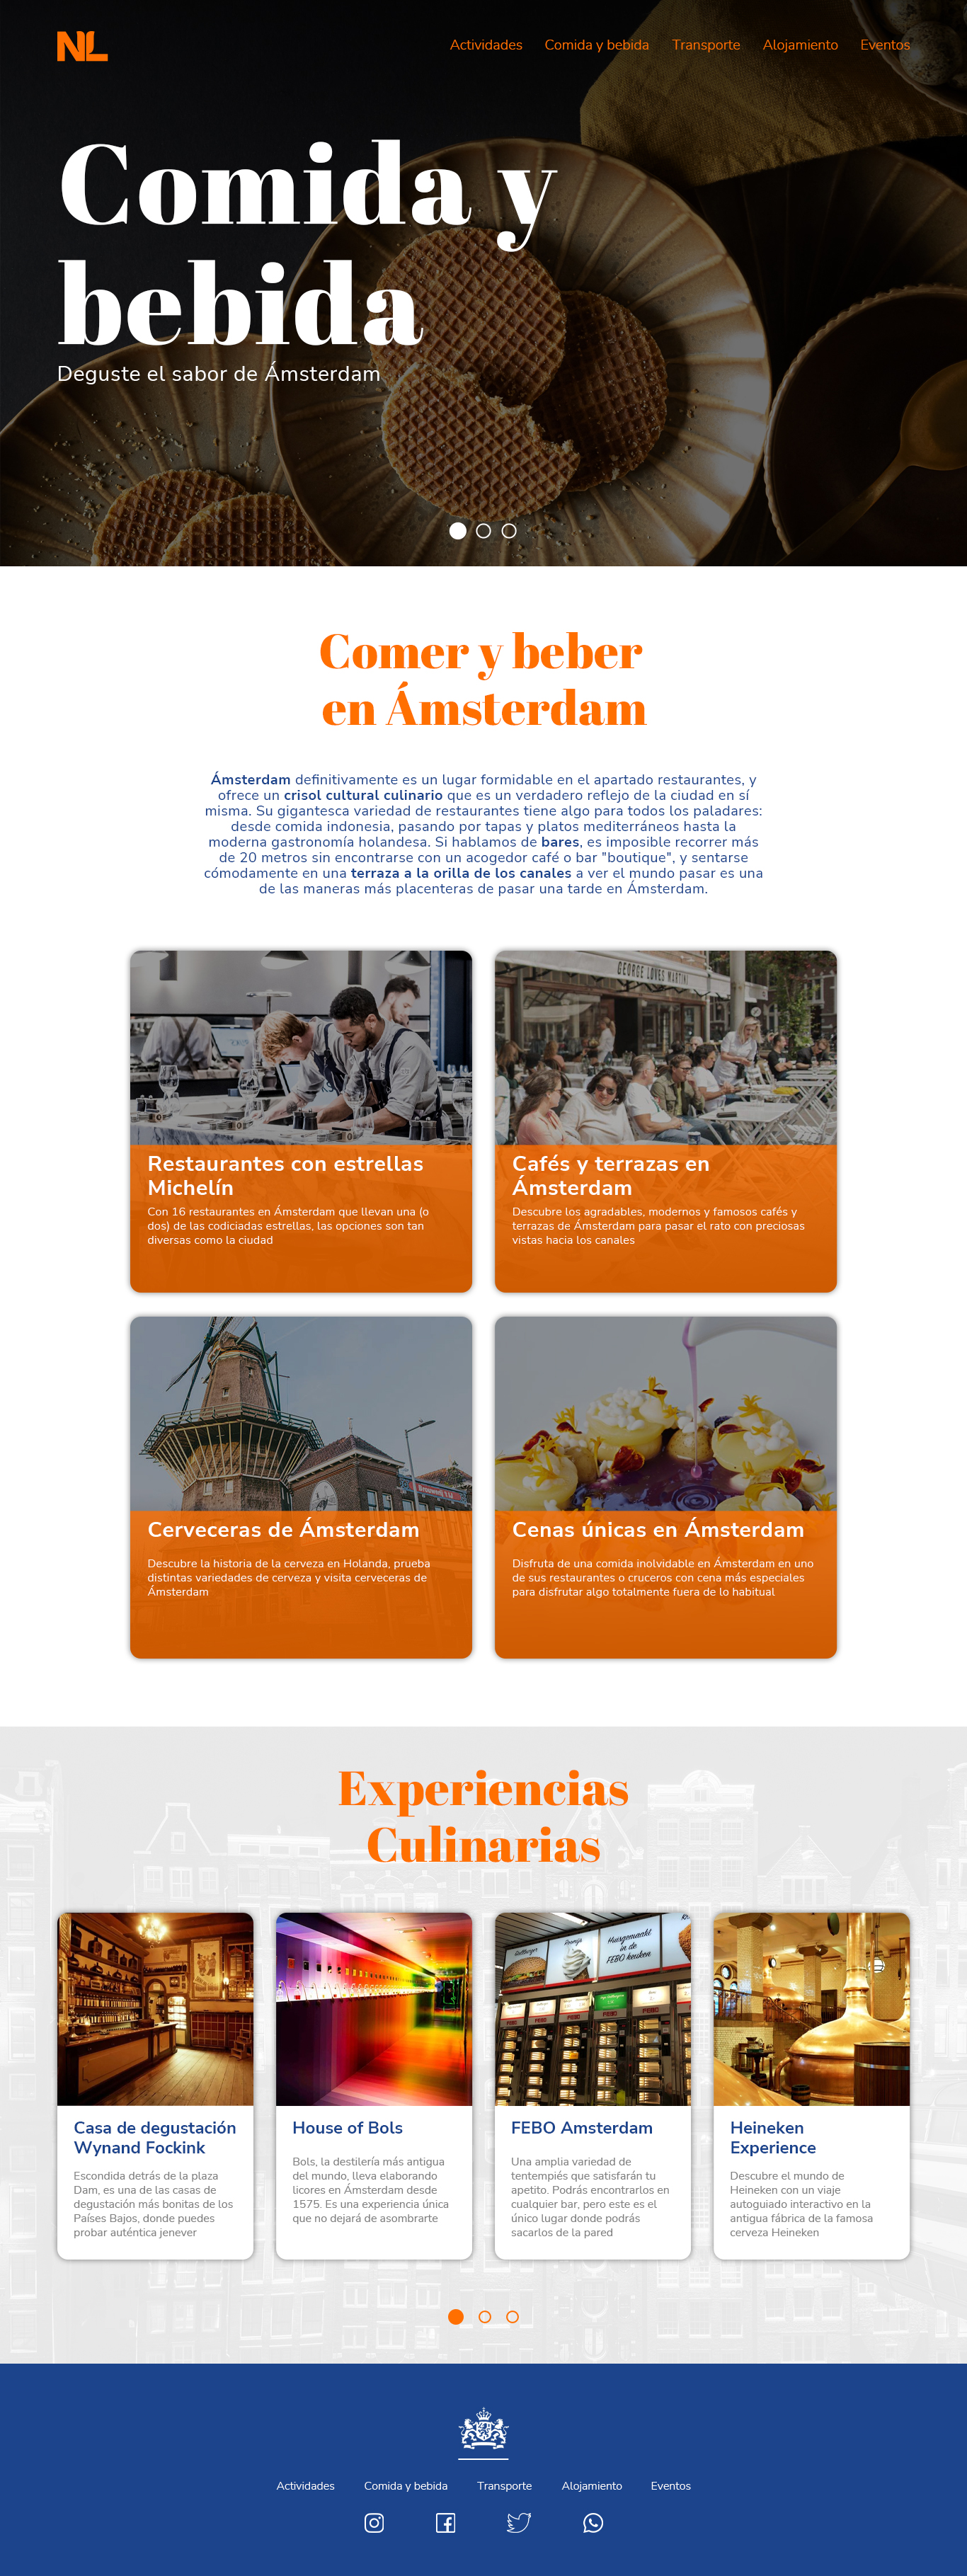 NL
Actividades Comida y bebida Transporte Alojamiento Eventos
Comida y
bebida
Deguste el sabor de Ámsterdam
Comer y beber
en Ámsterdam
Ámsterdam definitivamente es un lugar formidable en el apartado restaurantes, y
ofrece un crisol cultural culinario que es un verdadero reflejo de la ciudad en sí
misma. Su gigantesca variedad de restaurantes tiene algo para todos los paladares:
desde comida indonesia, pasando por tapas y platos mediterráneos hasta la
moderna gastronomía holandesa. Si hablamos de bares, es imposible recorrer más
de 20 metros sin encontrarse con un acogedor café o bar "boutique", y sentarse
cómodamente en una terraza a la orilla de los canales a ver el mundo pasar es una
de las maneras más placenteras de pasar una tarde en Ámsterdam.
Restaurantes con estrellas
Michelín
Con 16 restaurantes en Ámsterdam que llevan una (o
dos) de las codiciadas estrellas, las opciones son tan
diversas como la ciudad
GEORGE LOVES MARTINI
Cafés y terrazas en
Ámsterdam
Descubre los agradables, modernos y famosos cafés y
terrazas de Ámsterdam para pasar el rato con preciosas
vistas hacia los canales
Cerveceras de Ámsterdam
Descubre la historia de la cerveza en Holanda, prueba
distintas variedades de cerveza y visita cerveceras de
Ámsterdam
Cenas únicas en Ámsterdam
Disfruta de una comida inolvidable en Ámsterdam en uno
de sus restaurantes o cruceros con cena más especiales
para disfrutar algo totalmente fuera de lo habitual
Experiencias
Culinarias
Casa de degustación
Wynand Fockink
Escondida detrás de la plaza
Dam, es una de las casas de
degustación más bonitas de los
Países Bajos, donde puedes
probar auténtica jenever
House of Bols
Bols, la destilería más antigua
del mundo, lleva elaborando
licores en Ámsterdam desde
1575. Es una experiencia única
que no dejará de asombrarte
Huisgemaakt
in de
FEBO keuken
FEBO Amsterdam
Una amplia variedad de
tentempiés que satisfarán tu
apetito. Podrás encontrarlos en
cualquier bar, pero este es el
único lugar donde podrás
sacarlos de la pared
Heineken
Experience
Descubre el mundo de
Heineken con un viaje
autoguiado interactivo en la
antigua fábrica de la famosa
cerveza Heineken
Actividades Comida y bebida Transporte Alojamiento Eventos